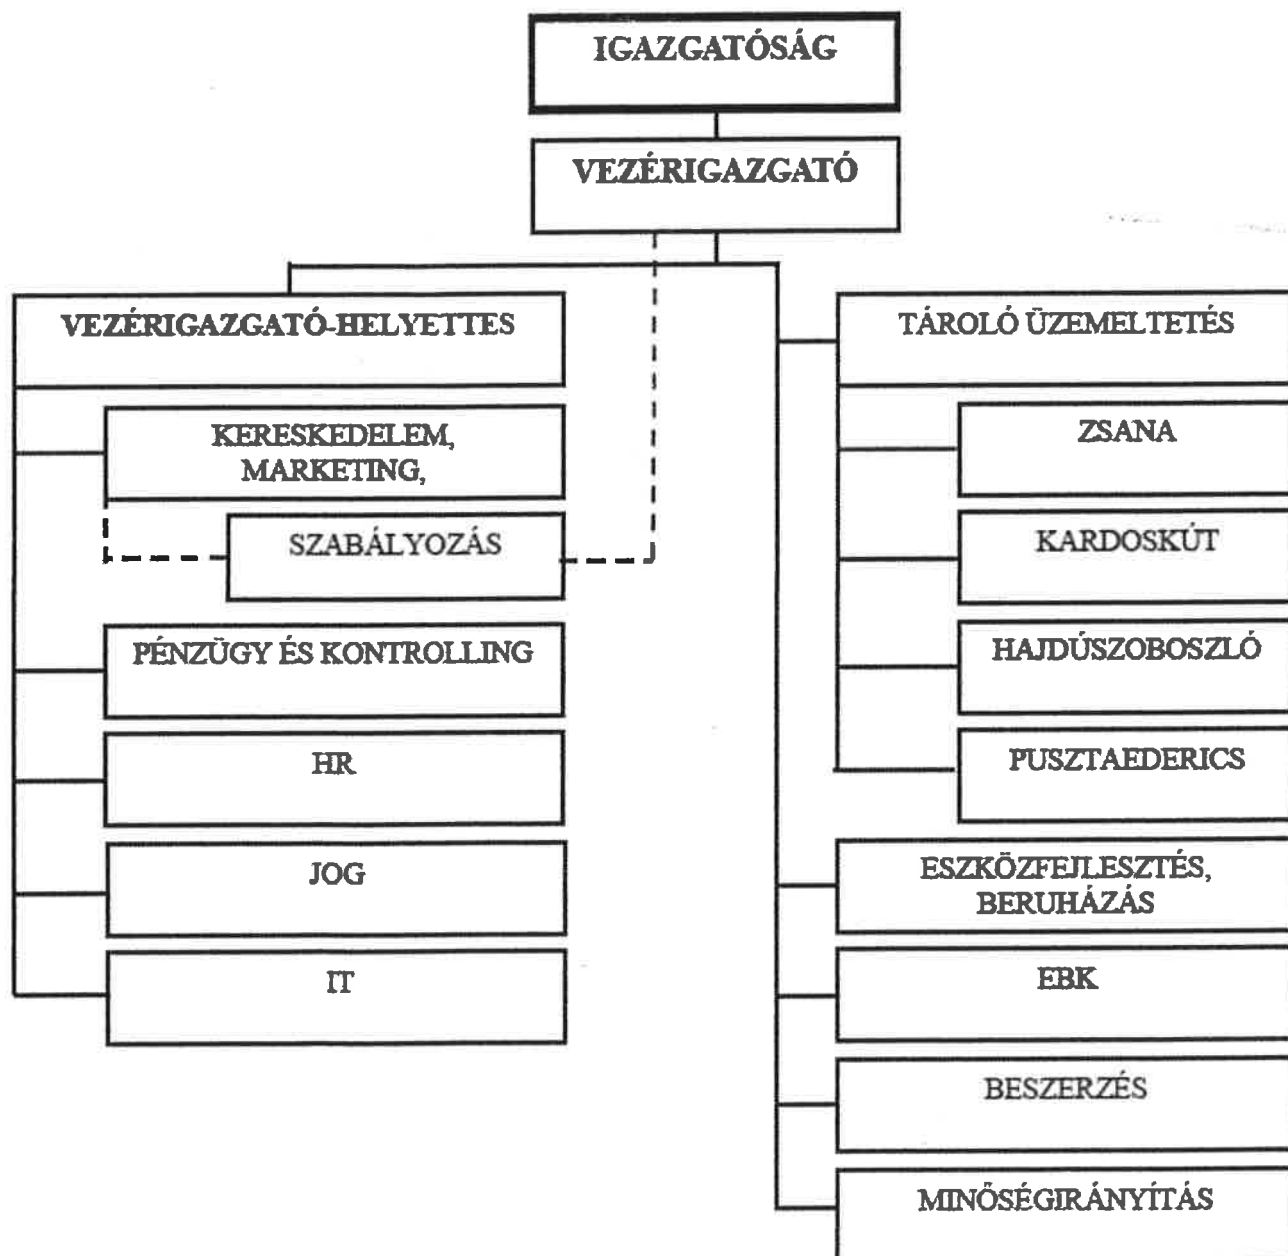 IGAZGATÓSÁG
VEZÉRIGAZGATÓ
VEZÉRIGAZGATÓ-HELYETTES
KERESKEDELEM,
MARKETING,
SZABÁLYOZÁS
PÉNZÜGY ÉS KONTROLLING
HR
JOG
IT
TÁROLÓ ÜZEMELTETÉS
ZSANA
KARDOSKÚT
HAJDÚSZOBOSZLÓ
PUSZTAEDERICS
ESZKÖZFEJLESZTÉS,
BERUHÁZÁS
EBK
BESZERZÉS
MINŐSÉGIRÁNYÍTÁS